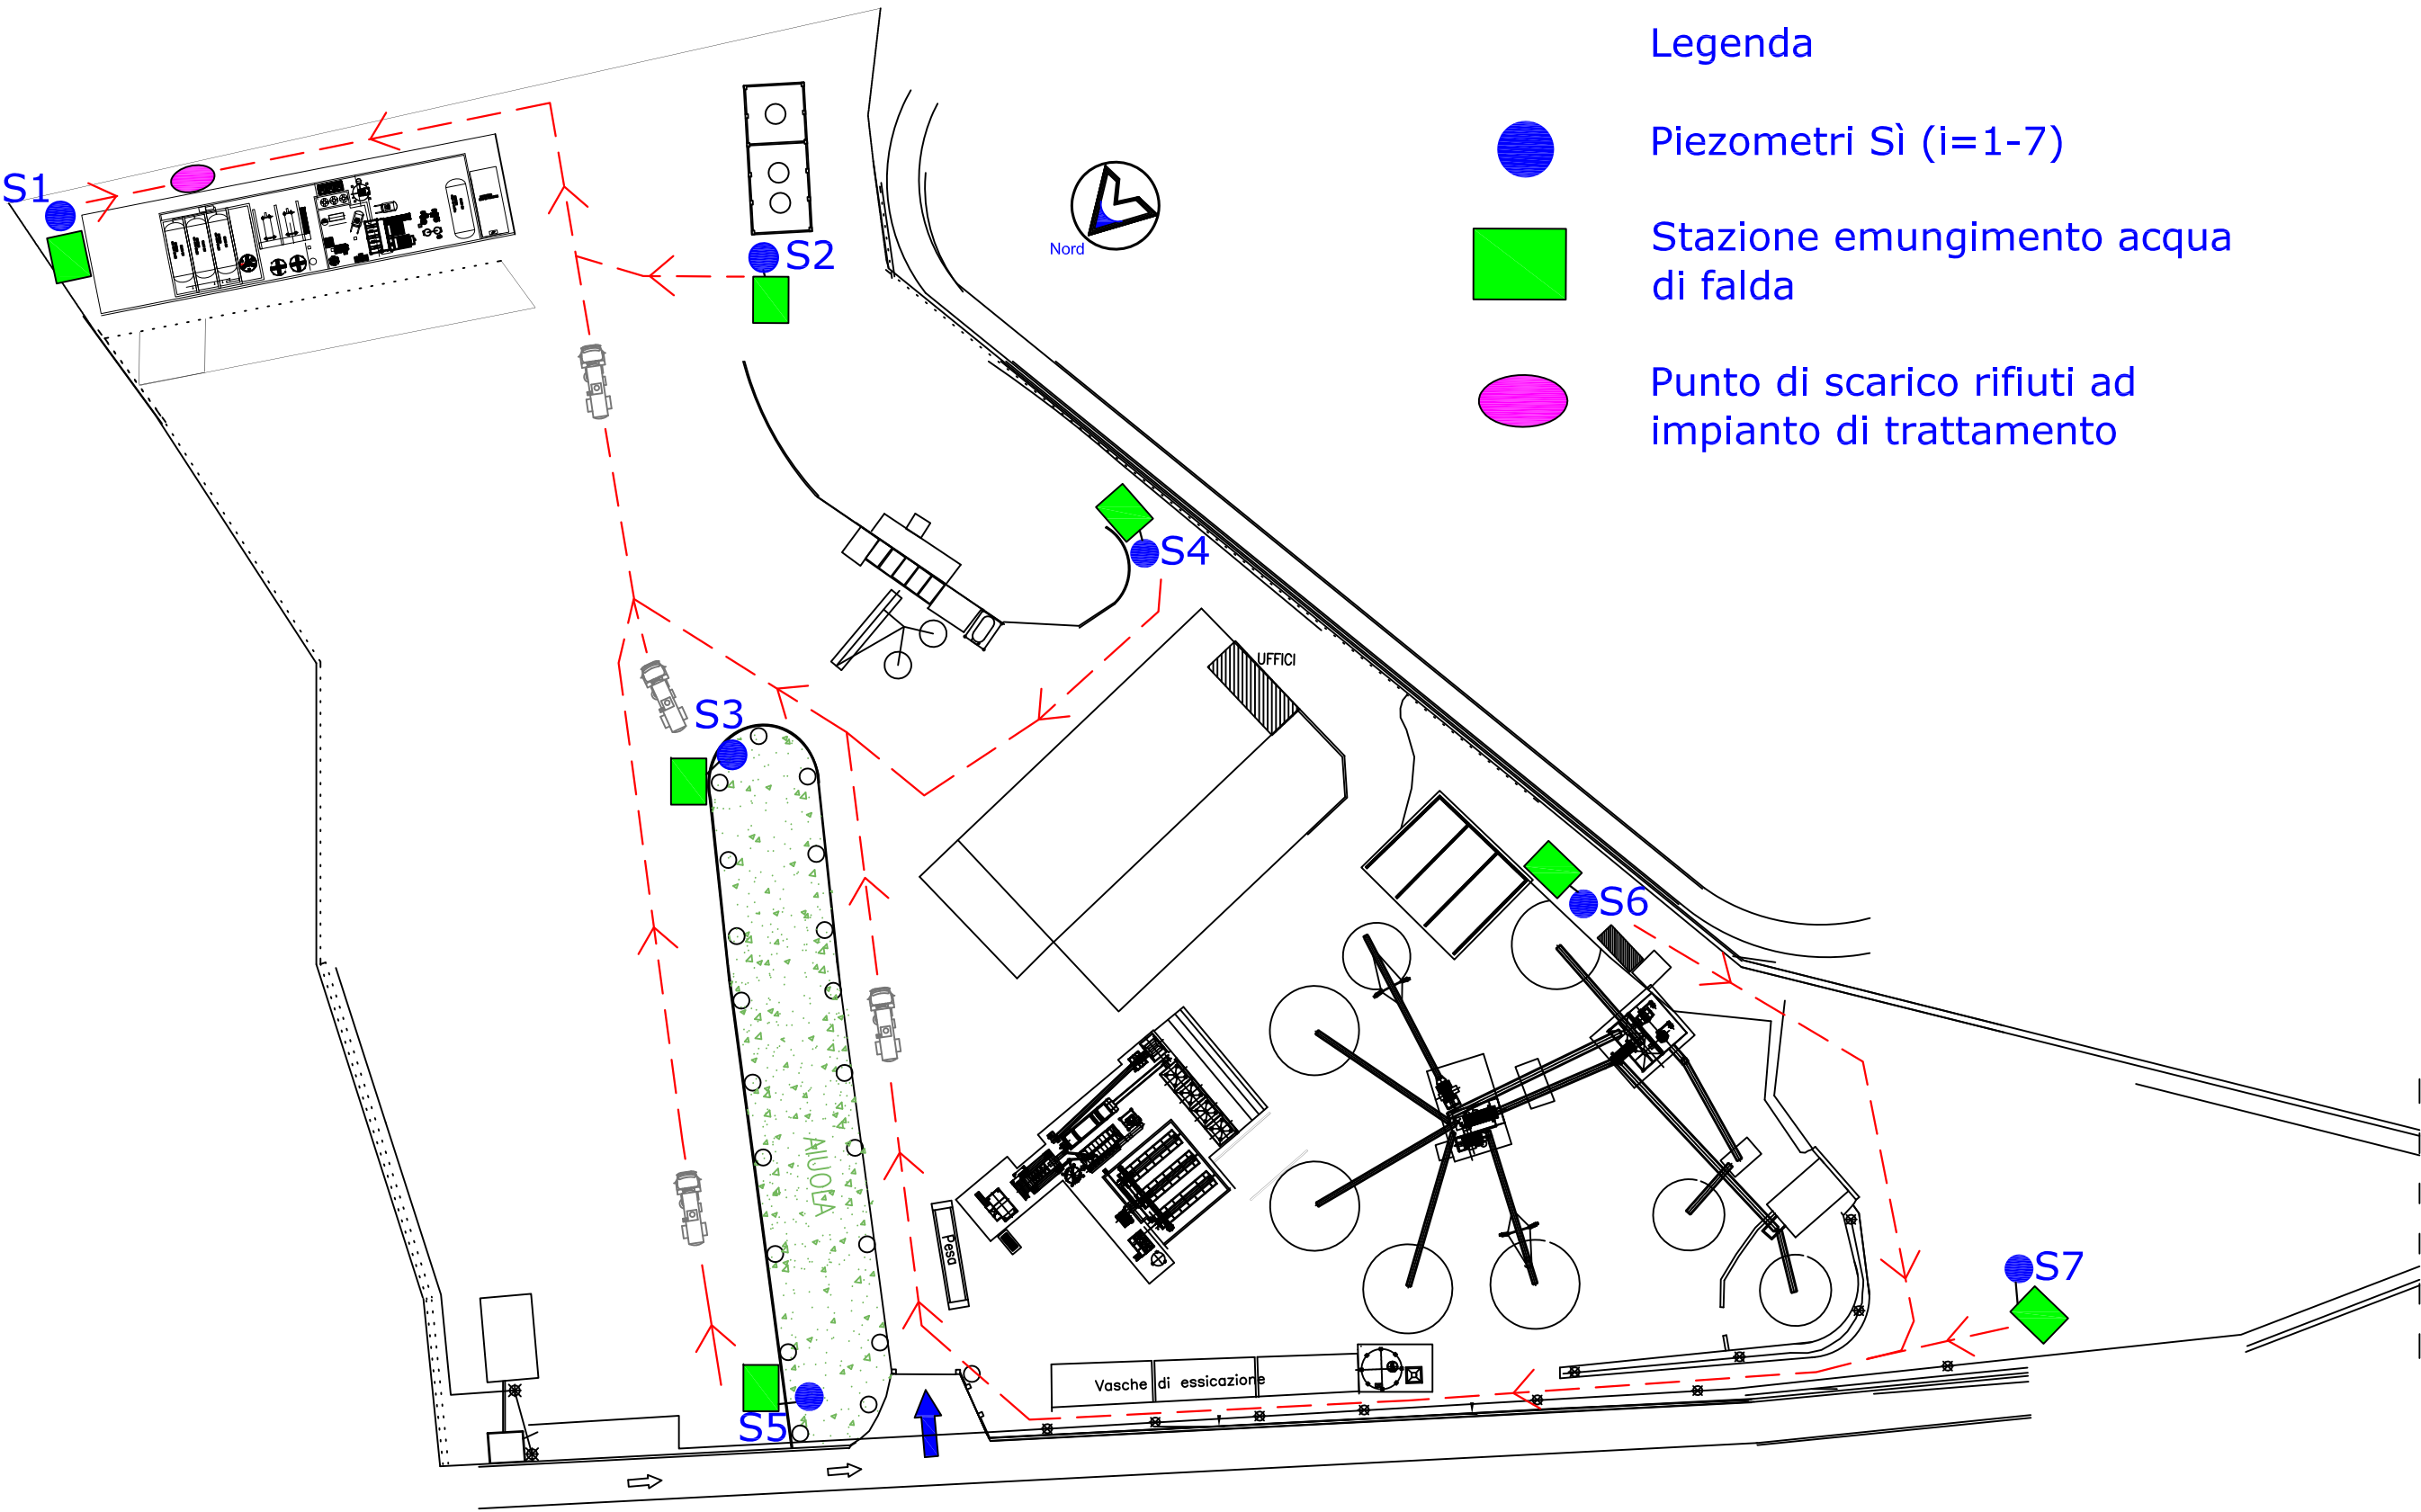 Legenda
Piezometri Sì (i=1-7)
Stazione emungimento acqua
di falda
Punto di scarico rifiuti ad
impianto di trattamento
S1
S2
Nord
S4
UFFICI
S3
S6
AIUOLA
Pesa
S7
Vasche di essicazione
S5